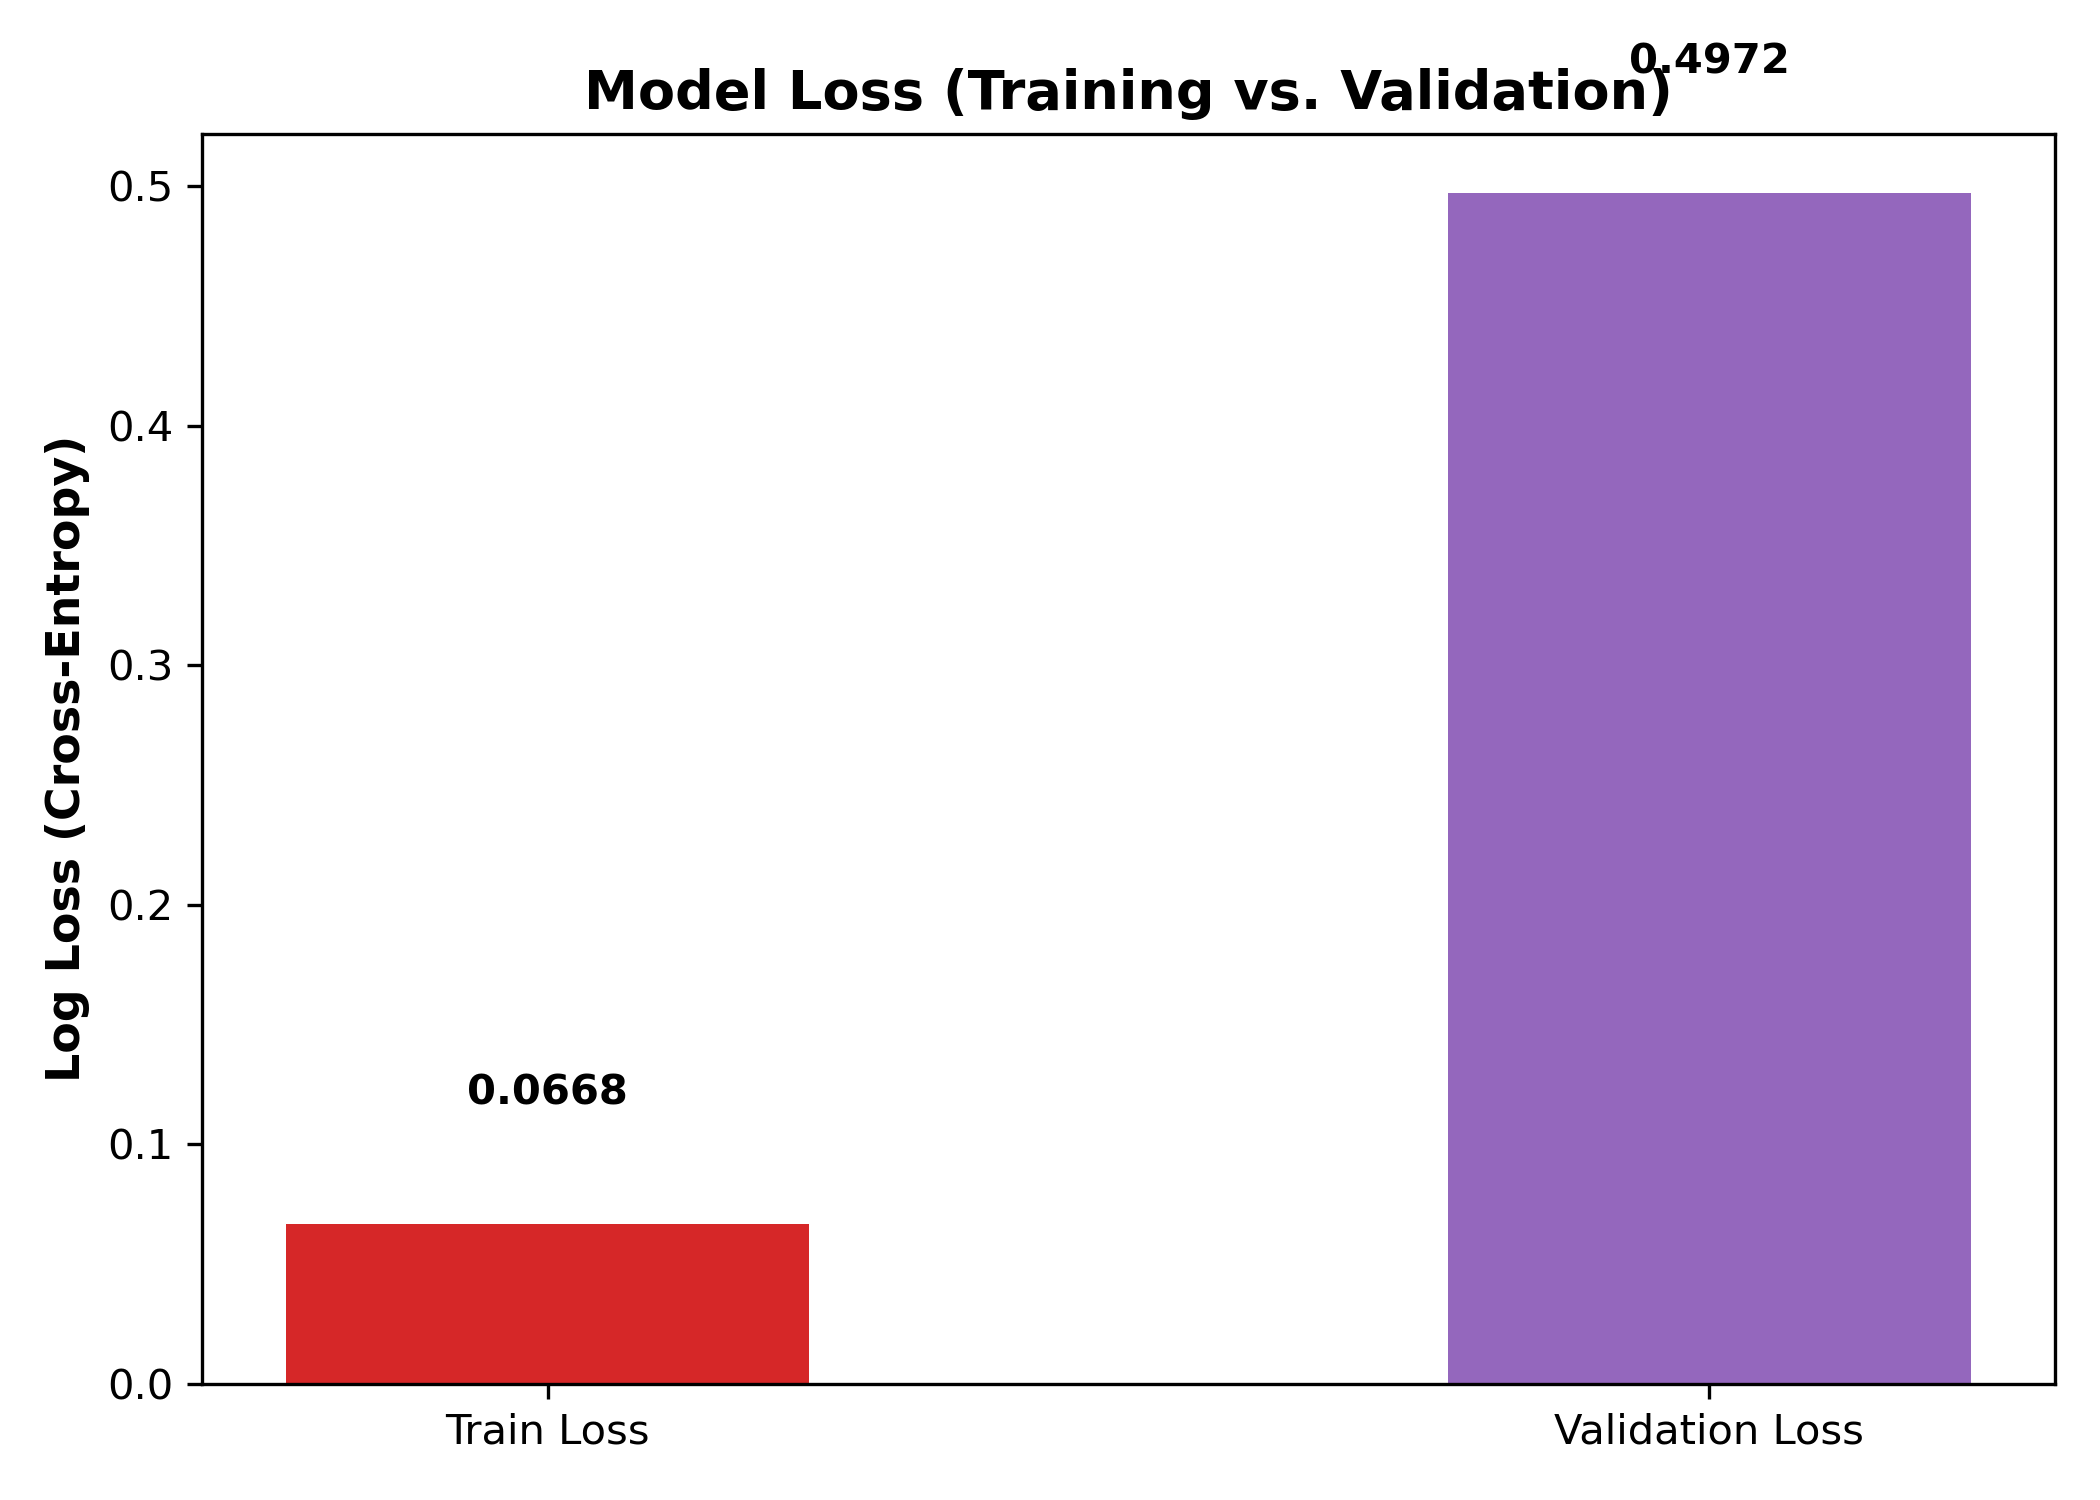 0.4972
Model Loss (Training vs. Validation)
Log Loss (Cross-Entropy)
0.5
0.4
0.3
0.2
0.1
0.0
0.0668
Train Loss
Validation Loss